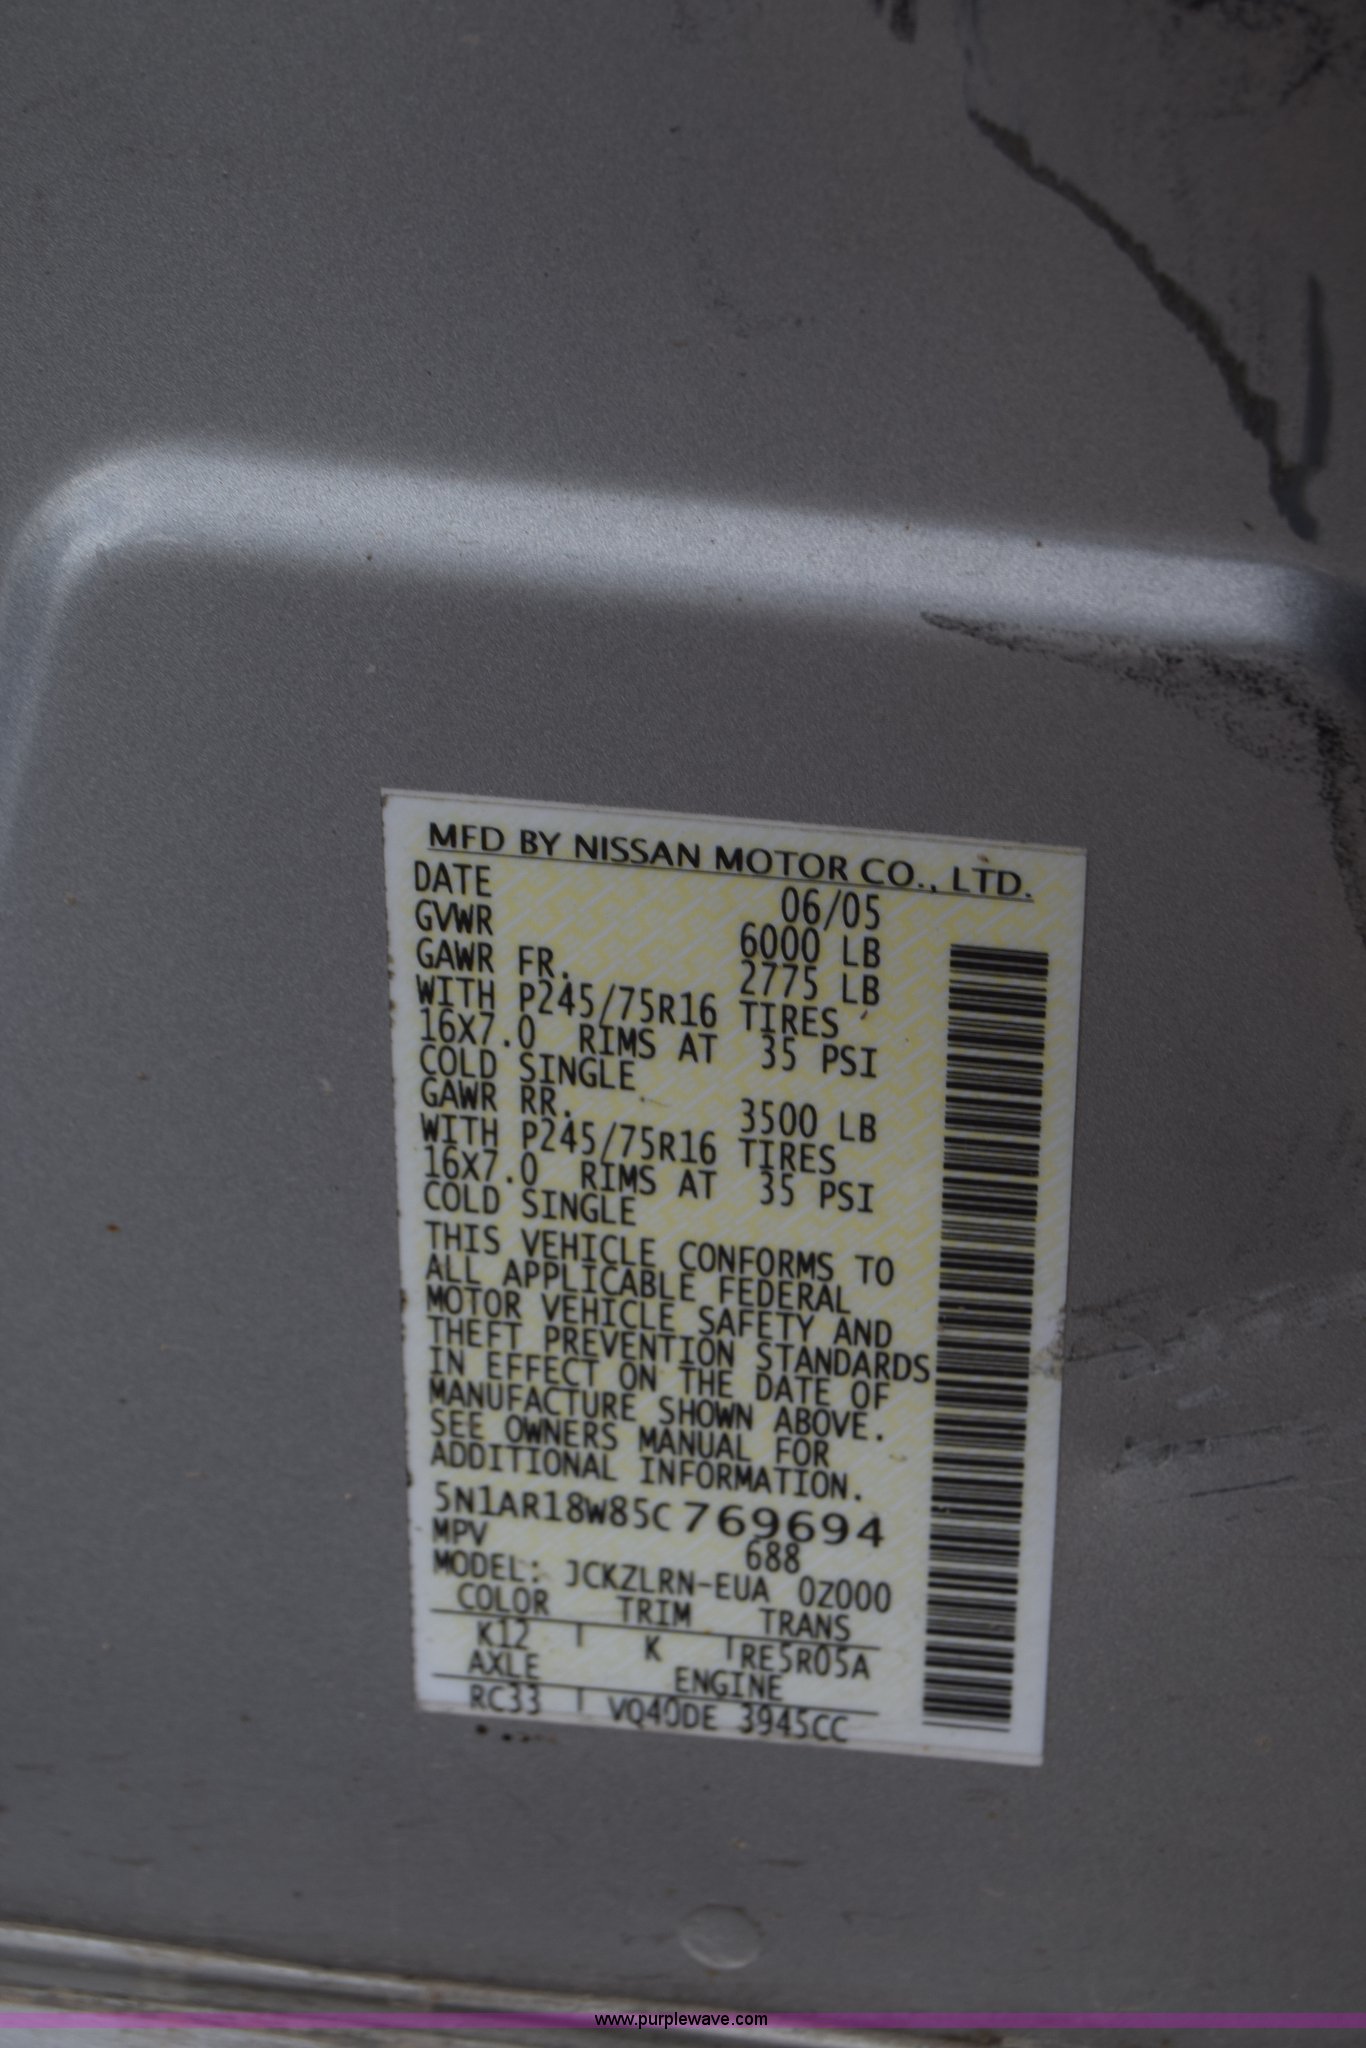 MFD BY NISSAN MOTOR CO., LTD.
DATE 06/05
GVWR 6000 LB
GAWR FR. 2775 LB
WITH P245/75R16 TIRES
16X7.0 RIMS AT 35 PSI
COLD SINGLE
GAWR RR. 3500 LB
WITH P245/75R16 TIRES
16X7.0 RIMS AT 35 PSI
COLD SINGLE
THIS VEHICLE CONFORMS TO
ALL APPLICABLE FEDERAL
MOTOR VEHICLE SAFETY AND
THEFT PREVENTION STANDARDS
IN EFFECT ON THE DATE OF
MANUFACTURE SHOWN ABOVE.
SEE OWNERS MANUAL FOR
ADDITIONAL INFORMATION.
5N1AR18W85C769694
MPV 688
MODEL: JCKZLRN-EUA 0Z000
COLOR TRIM TRANS
K12 K RE5R05A
AXLE ENGINE
RC33 VQ40DE 3945CC
www.purplewave.com